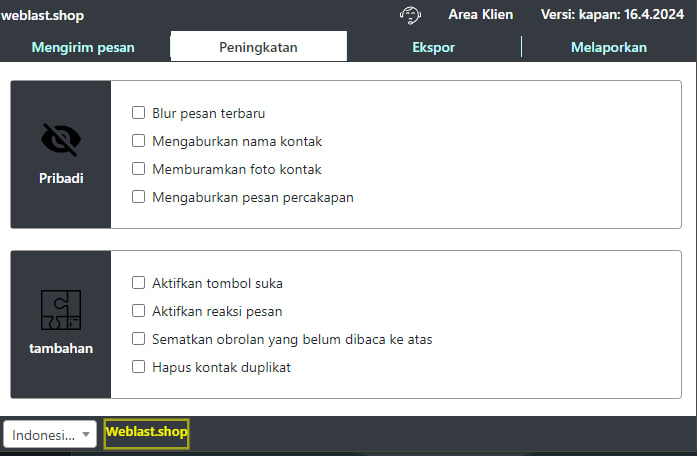 weblast.shop
Area Klien
Versi: kapan: 16.4.2024
Mengirim pesan
Peningkatan
Ekspor
Melaporkan
Pribadi
Blur pesan terbaru
Mengaburkan nama kontak
Memburamkan foto kontak
Mengaburkan pesan percakapan
tambahan
Aktifkan tombol suka
Aktifkan reaksi pesan
Sematkan obrolan yang belum dibaca ke atas
Hapus kontak duplikat
Indonesi...
Weblast.shop